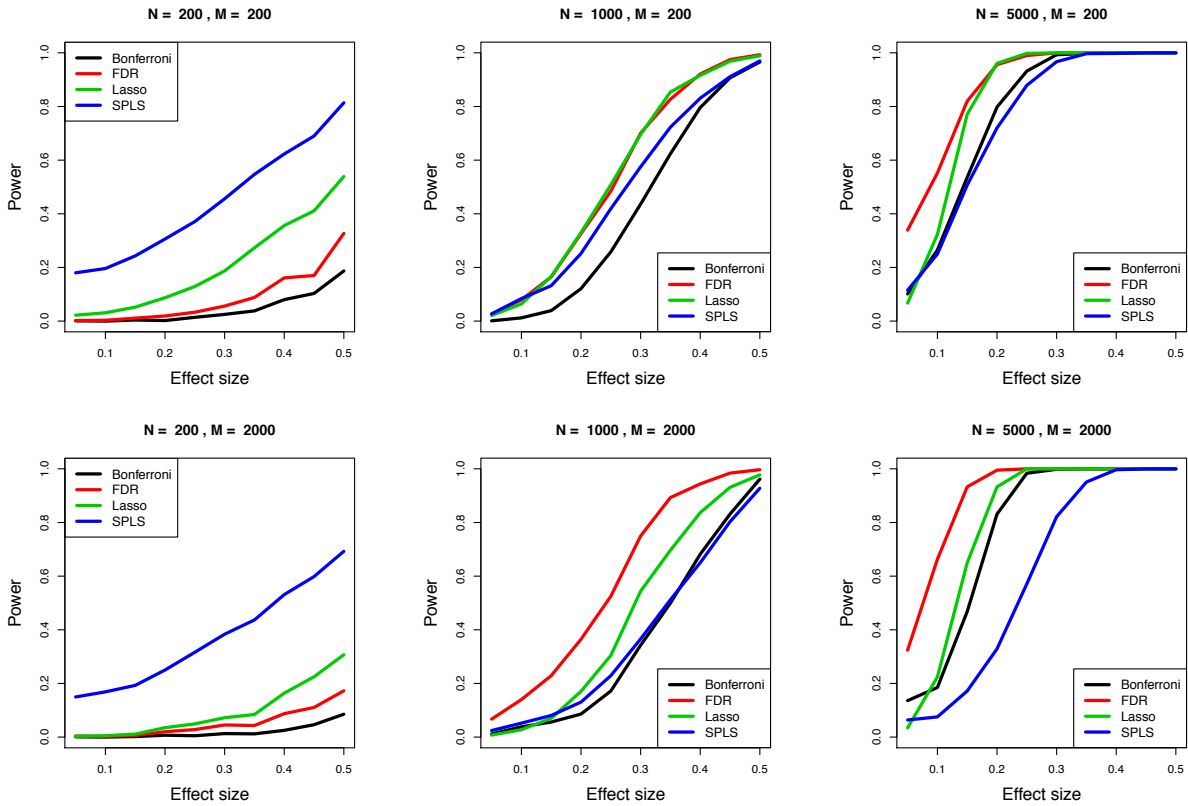 N = 200 , M = 200
Power
1.0
0.8
0.6
0.4
0.2
0.0
Bonferroni
FDR
Lasso
SPLS
0.1 0.2 0.3 0.4 0.5
Effect size
N = 1000 , M = 200
Power
1.0
0.8
0.6
0.4
0.2
0.0
Bonferroni
FDR
Lasso
SPLS
0.1 0.2 0.3 0.4 0.5
Effect size
N = 5000 , M = 200
Power
1.0
0.8
0.6
0.4
0.2
0.0
Bonferroni
FDR
Lasso
SPLS
0.1 0.2 0.3 0.4 0.5
Effect size
N = 200 , M = 2000
Power
1.0
0.8
0.6
0.4
0.2
0.0
Bonferroni
FDR
Lasso
SPLS
0.1 0.2 0.3 0.4 0.5
Effect size
N = 1000 , M = 2000
Power
1.0
0.8
0.6
0.4
0.2
0.0
Bonferroni
FDR
Lasso
SPLS
0.1 0.2 0.3 0.4 0.5
Effect size
N = 5000 , M = 2000
Power
1.0
0.8
0.6
0.4
0.2
0.0
Bonferroni
FDR
Lasso
SPLS
0.1 0.2 0.3 0.4 0.5
Effect size